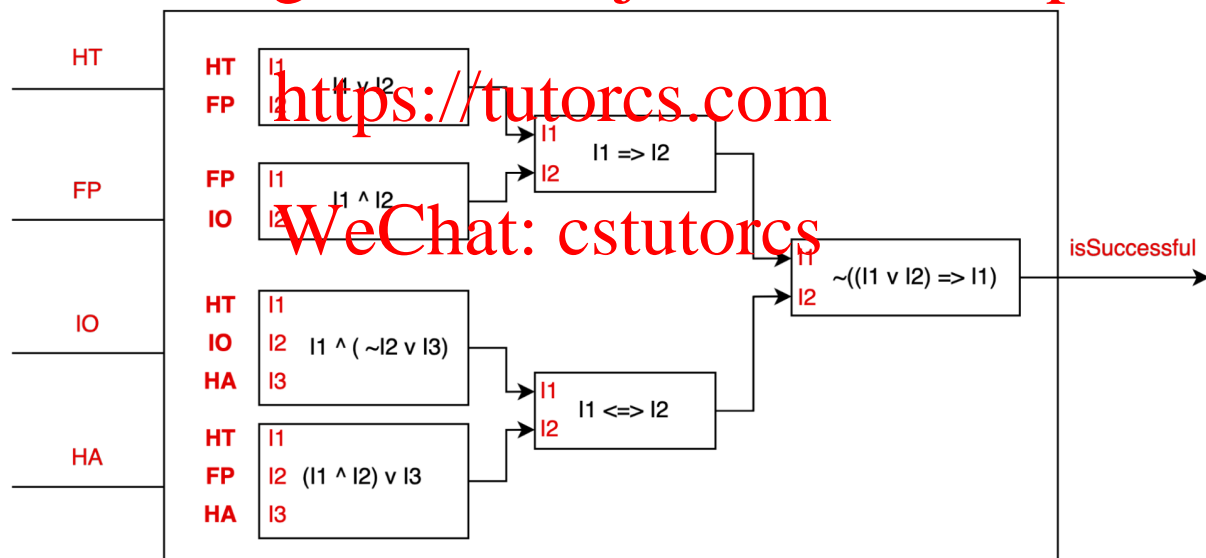 HT
FP
IO
HA
HT I1
FP I2
I1 v I2
https://tutorcs.com
FP I1
IO I2
I1 ^ I2
WeChat: cstutorcs
HT I1
IO I2 I1 ^ ( ~I2 v I3)
HA I3
HT I1
FP I2 (I1 ^ I2) v I3
HA I3
I1
I1 => I2
I2
I1
I1 <=> I2
I2
I1
~((I1 v I2) => I1)
I2
isSuccessful